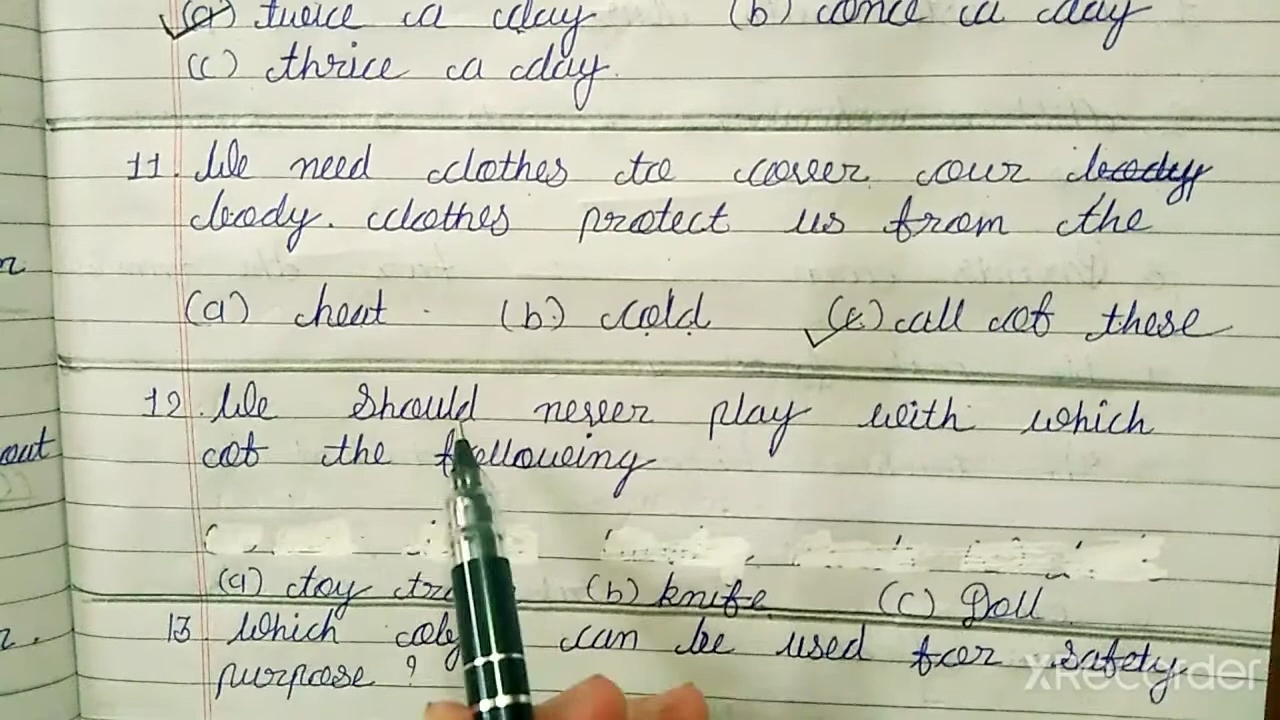 (a) twice a day (b) once a day
(c) thrice a day.
11. We need clothes to cover our body
body. clothes protect us from the
(a) heat. (b) cold (c) all of these
12. We should never play with which
of the following
(a) toy (b) knife (c) Doll
13 Which can be used for safety
purpose?
out
XRecorder